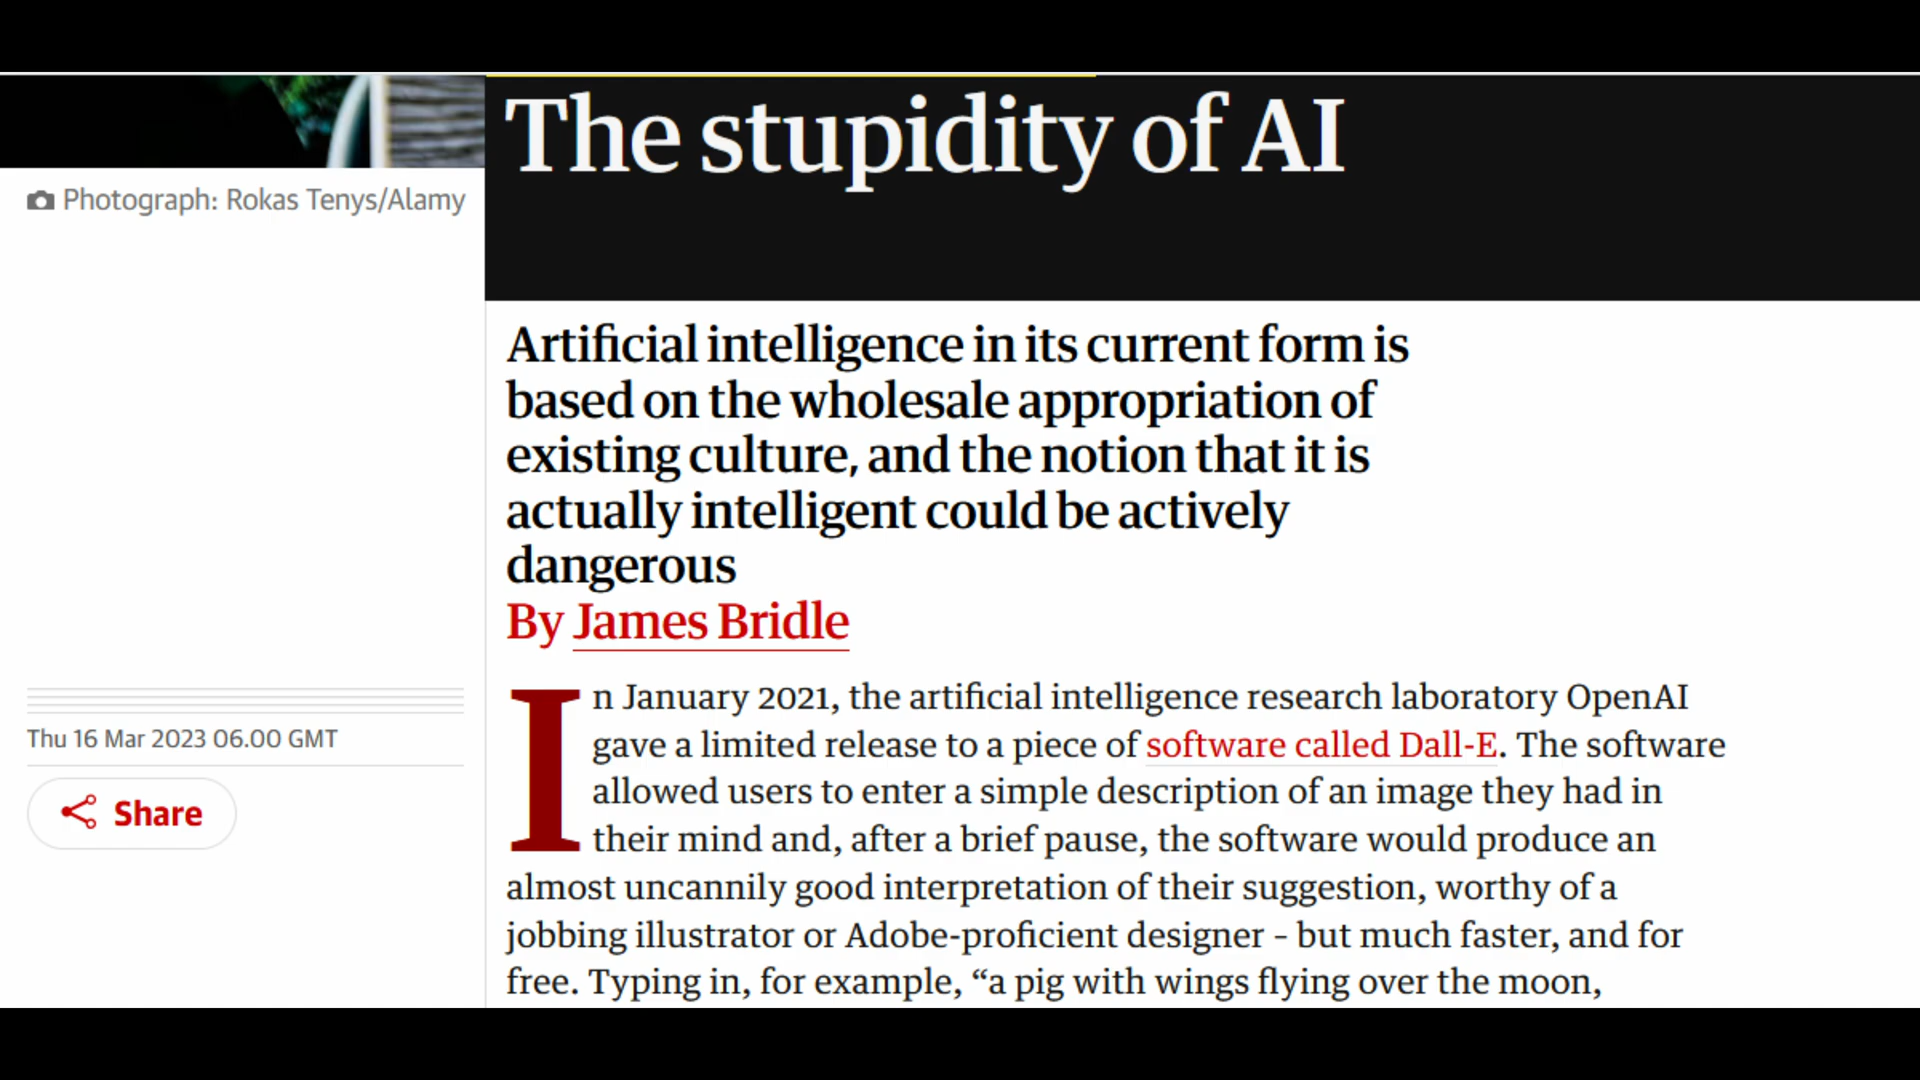 The stupidity of AI
Photograph: Rokas Tenys/Alamy
Artificial intelligence in its current form is
based on the wholesale appropriation of
existing culture, and the notion that it is
actually intelligent could be actively
dangerous
By James Bridle
Thu 16 Mar 2023 06.00 GMT
Share
In January 2021, the artificial intelligence research laboratory OpenAI
gave a limited release to a piece of software called Dall-E. The software
allowed users to enter a simple description of an image they had in
their mind and, after a brief pause, the software would produce an
almost uncannily good interpretation of their suggestion, worthy of a
jobbing illustrator or Adobe-proficient designer – but much faster, and for
free. Typing in, for example, “a pig with wings flying over the moon,